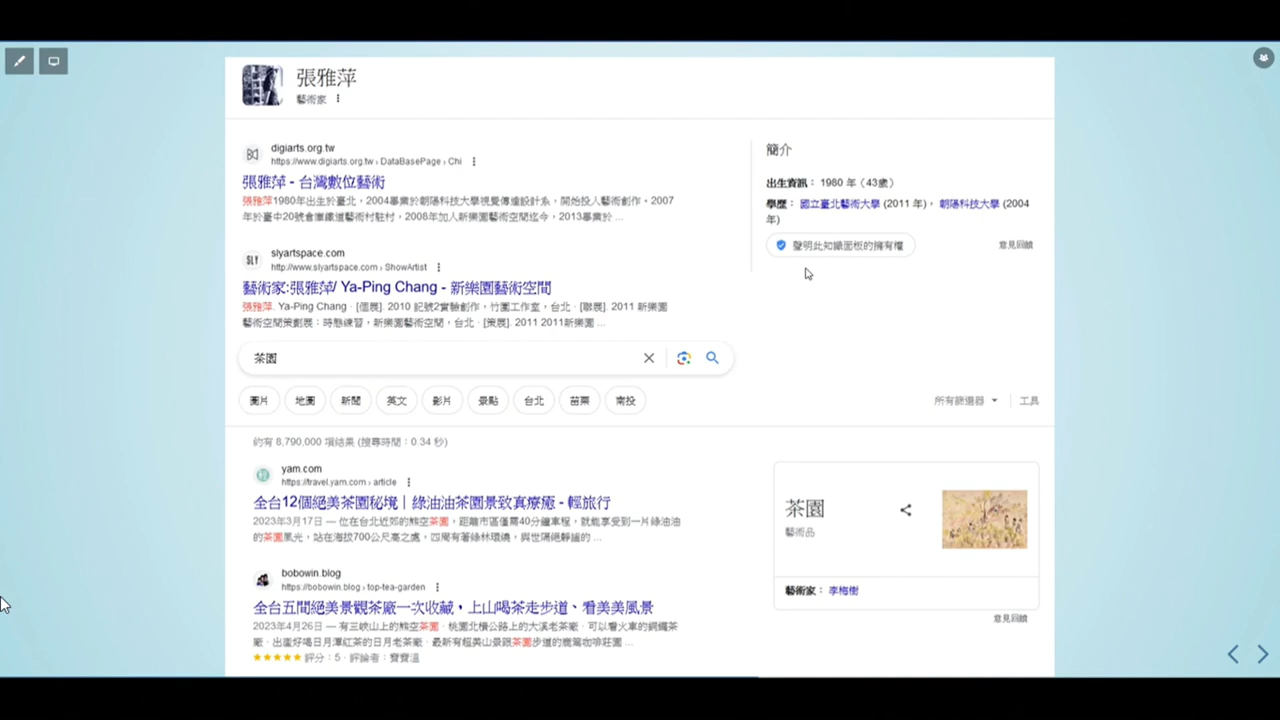 張雅萍
藝術家
digiarts.org.tw
https://www.digiarts.org.tw › DataBasePage › Chi
張雅萍 - 台灣數位藝術
張雅萍1980年出生於臺北，2004畢業於朝陽科技大學視覺傳達設計系，開始投入藝術創作。2007
年於臺中20號倉庫鐵道藝術村駐村，2008年加入新樂園藝術空間迄今，2013畢業於 ...
slyartspace.com
SLY
http://www.slyartspace.com › ShowArtist
藝術家:張雅萍/ Ya-Ping Chang - 新樂園藝術空間
張雅萍. Ya-Ping Chang · [個展]. 2010 記號2實驗創作，竹圍工作室，台北 · [聯展]. 2011 新樂園
藝術空間策劃展：時態練習，新樂園藝術空間，台北 · [策展]. 2011 2011新樂園 ...
簡介
出生資訊： 1980 年（43歲）
學歷： 國立臺北藝術大學 (2011 年)， 朝陽科技大學 (2004
年)
聲明此知識面板的擁有權
意見回饋
茶園
圖片 地圖 新聞 英文 影片 景點 台北 苗栗 南投
所有篩選器 工具
約有 8,790,000 項結果 (搜尋時間：0.34 秒)
yam.com
https://travel.yam.com › article
全台12個絕美茶園秘境｜綠油油茶園景致真療癒 - 輕旅行
2023年3月17日 — 位在台北近郊的熊空茶園，距離市區僅需40分鐘車程，就能享受到一片綠油油
的茶園風光，站在海拔700公尺高之處，四周有著綠林環繞，與世隔絕靜謐的 ...
bobowin.blog
https://bobowin.blog › top-tea-garden
全台五間絕美景觀茶廠一次收藏，上山喝茶走步道、看美美風景
2023年4月26日 — 有三峽山上的熊空茶園、桃園北橫公路上的大溪老茶廠、可以看火車的銅鑼茶
廠、出產好喝日月潭紅茶的日月老茶廠、最新有超美山景跟茶園步道的鹿篙咖啡莊園 ...
評分：5 · 評論者：寶寶溫
茶園
藝術品
藝術家： 李梅樹
意見回饋